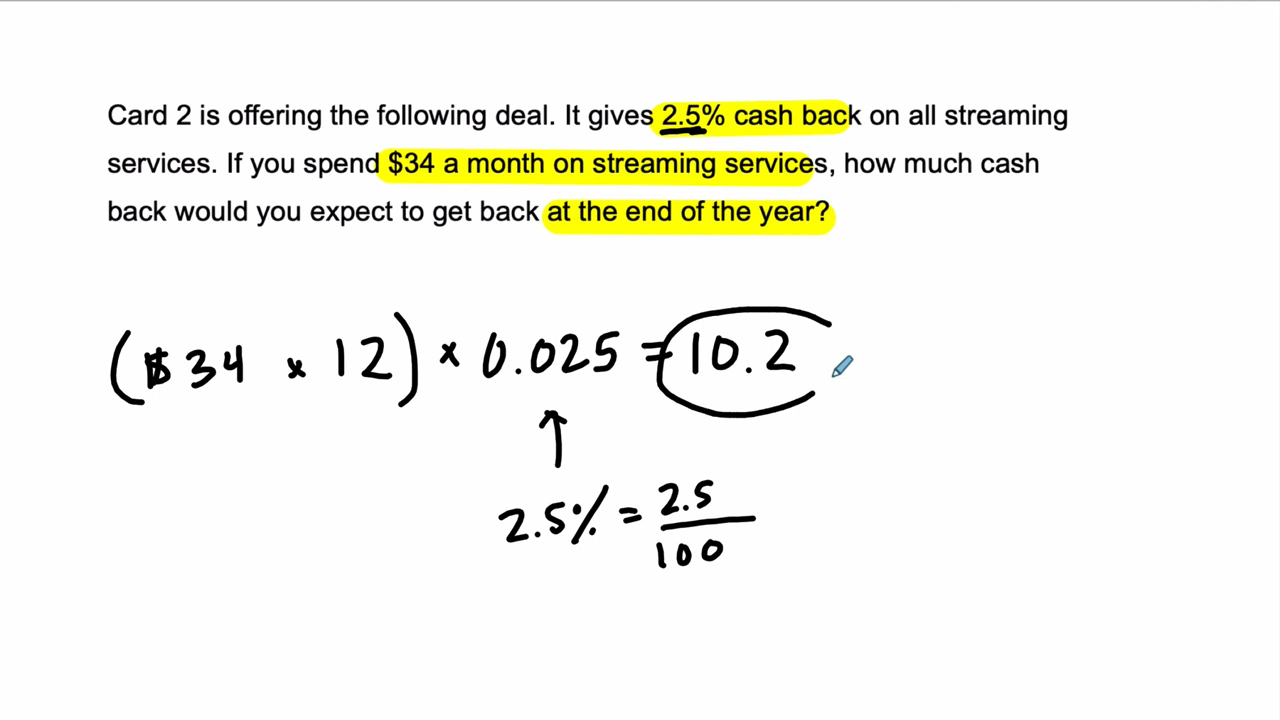 Card 2 is offering the following deal. It gives 2.5% cash back on all streaming
services. If you spend $34 a month on streaming services, how much cash
back would you expect to get back at the end of the year?
($34 × 12) × 0.025 = 10.2
2.5% = 2.5
100